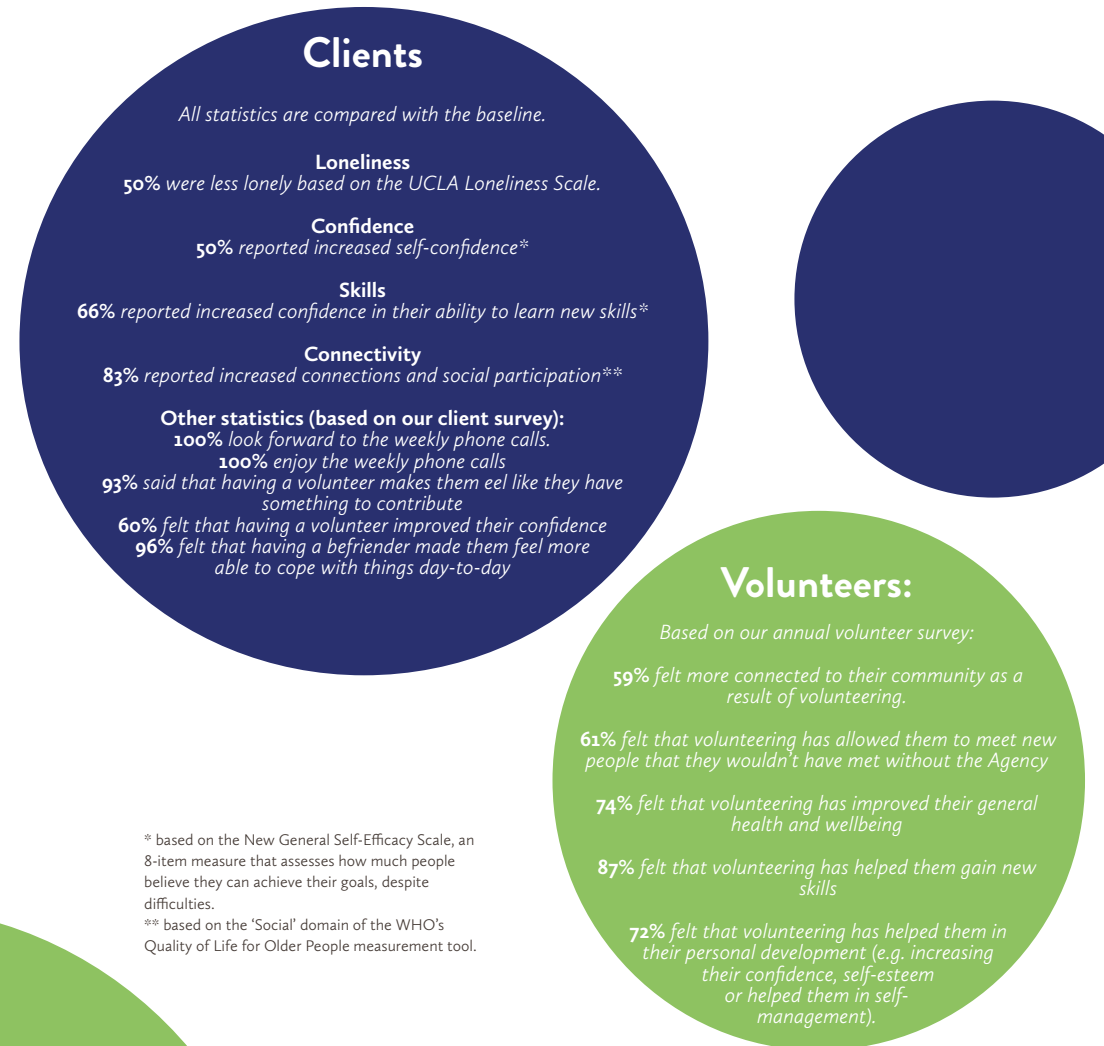 Clients
All statistics are compared with the baseline.
Loneliness
50% were less lonely based on the UCLA Loneliness Scale.
Confidence
50% reported increased self-confidence*
Skills
66% reported increased confidence in their ability to learn new skills*
Connectivity
83% reported increased connections and social participation**
Other statistics (based on our client survey):
100% look forward to the weekly phone calls.
100% enjoy the weekly phone calls
93% said that having a volunteer makes them eel like they have
something to contribute
60% felt that having a volunteer improved their confidence
96% felt that having a befriender made them feel more
able to cope with things day-to-day
Volunteers:
Based on our annual volunteer survey:
59% felt more connected to their community as a
result of volunteering.
61% felt that volunteering has allowed them to meet new
people that they wouldn't have met without the Agency
74% felt that volunteering has improved their general
health and wellbeing
87% felt that volunteering has helped them gain new
skills
72% felt that volunteering has helped them in
their personal development (e.g. increasing
their confidence, self-esteem
or helped them in self-
management).
* based on the New General Self-Efficacy Scale, an
8-item measure that assesses how much people
believe they can achieve their goals, despite
difficulties.
** based on the ‘Social’ domain of the WHO’s
Quality of Life for Older People measurement tool.